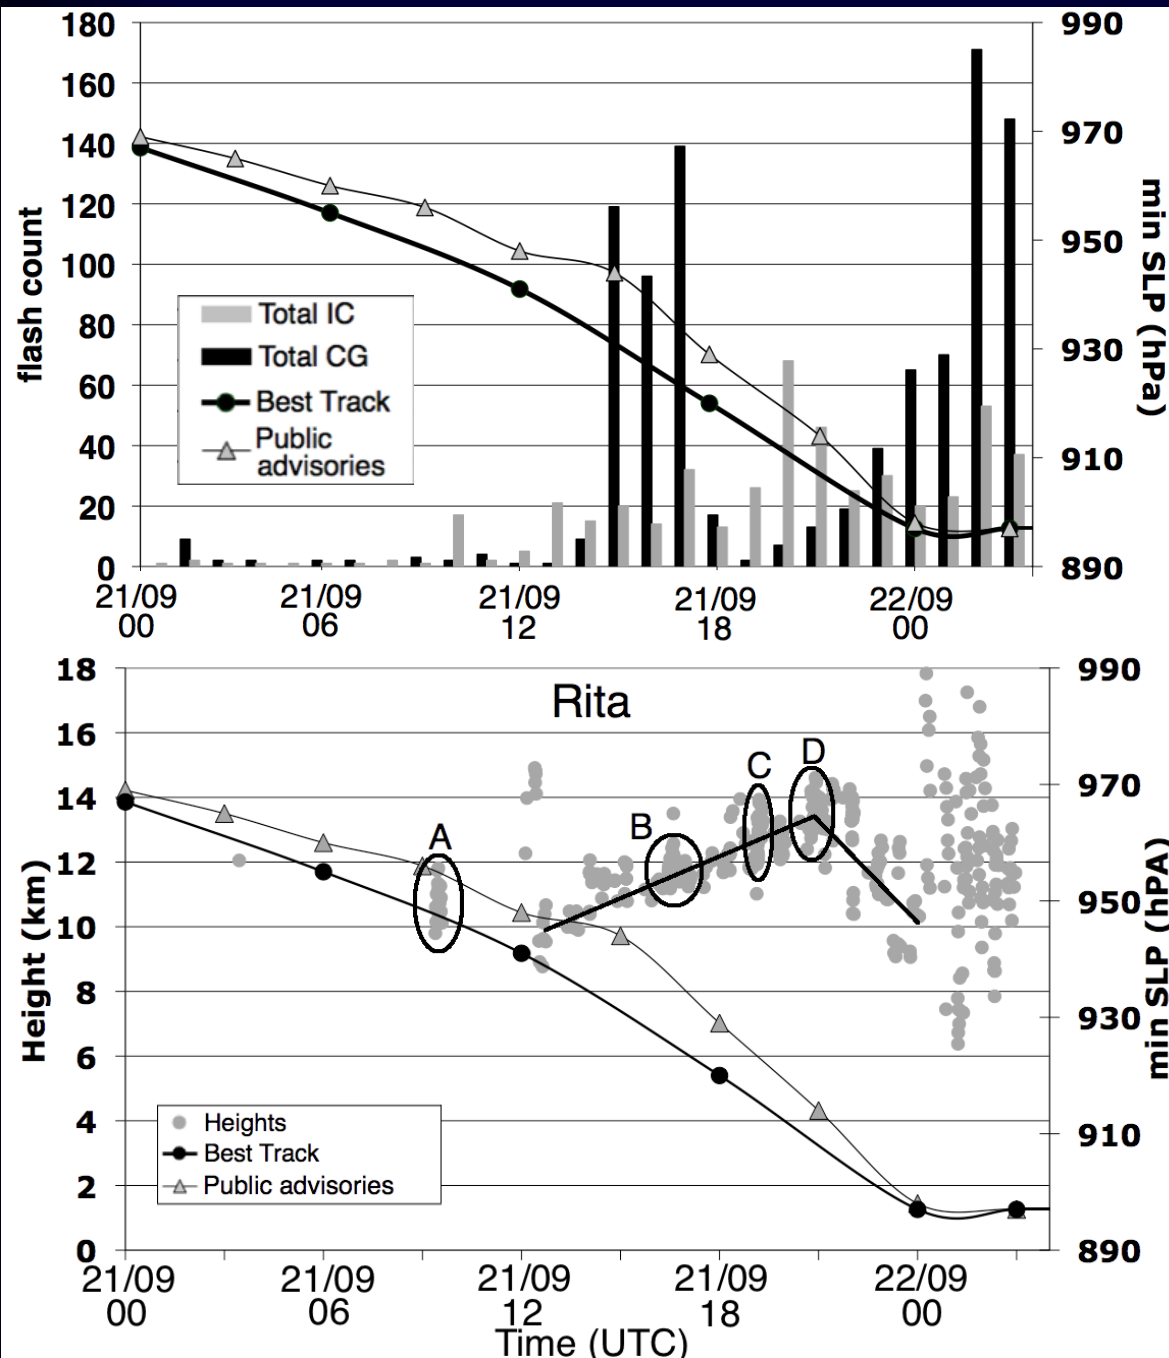 180
160
140
120
100
80
60
40
20
0
flash count
990
970
950
930
910
890
min SLP (hPa)
Total IC
Total CG
Best Track
Public
advisories
21/09
00
21/09
06
21/09
12
21/09
18
22/09
00
Rita
18
16
14
12
10
8
6
4
2
0
Height (km)
990
970
950
930
910
890
min SLP (hPA)
A
B
C
D
Heights
Best Track
Public advisories
21/09
00
21/09
06
21/09
12
21/09
18
22/09
00
Time (UTC)